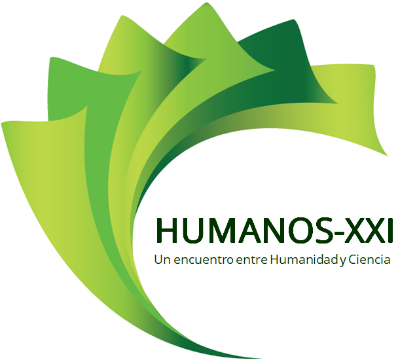 HUMANOS-XXI
Un encuentro entre Humanidad y Ciencia